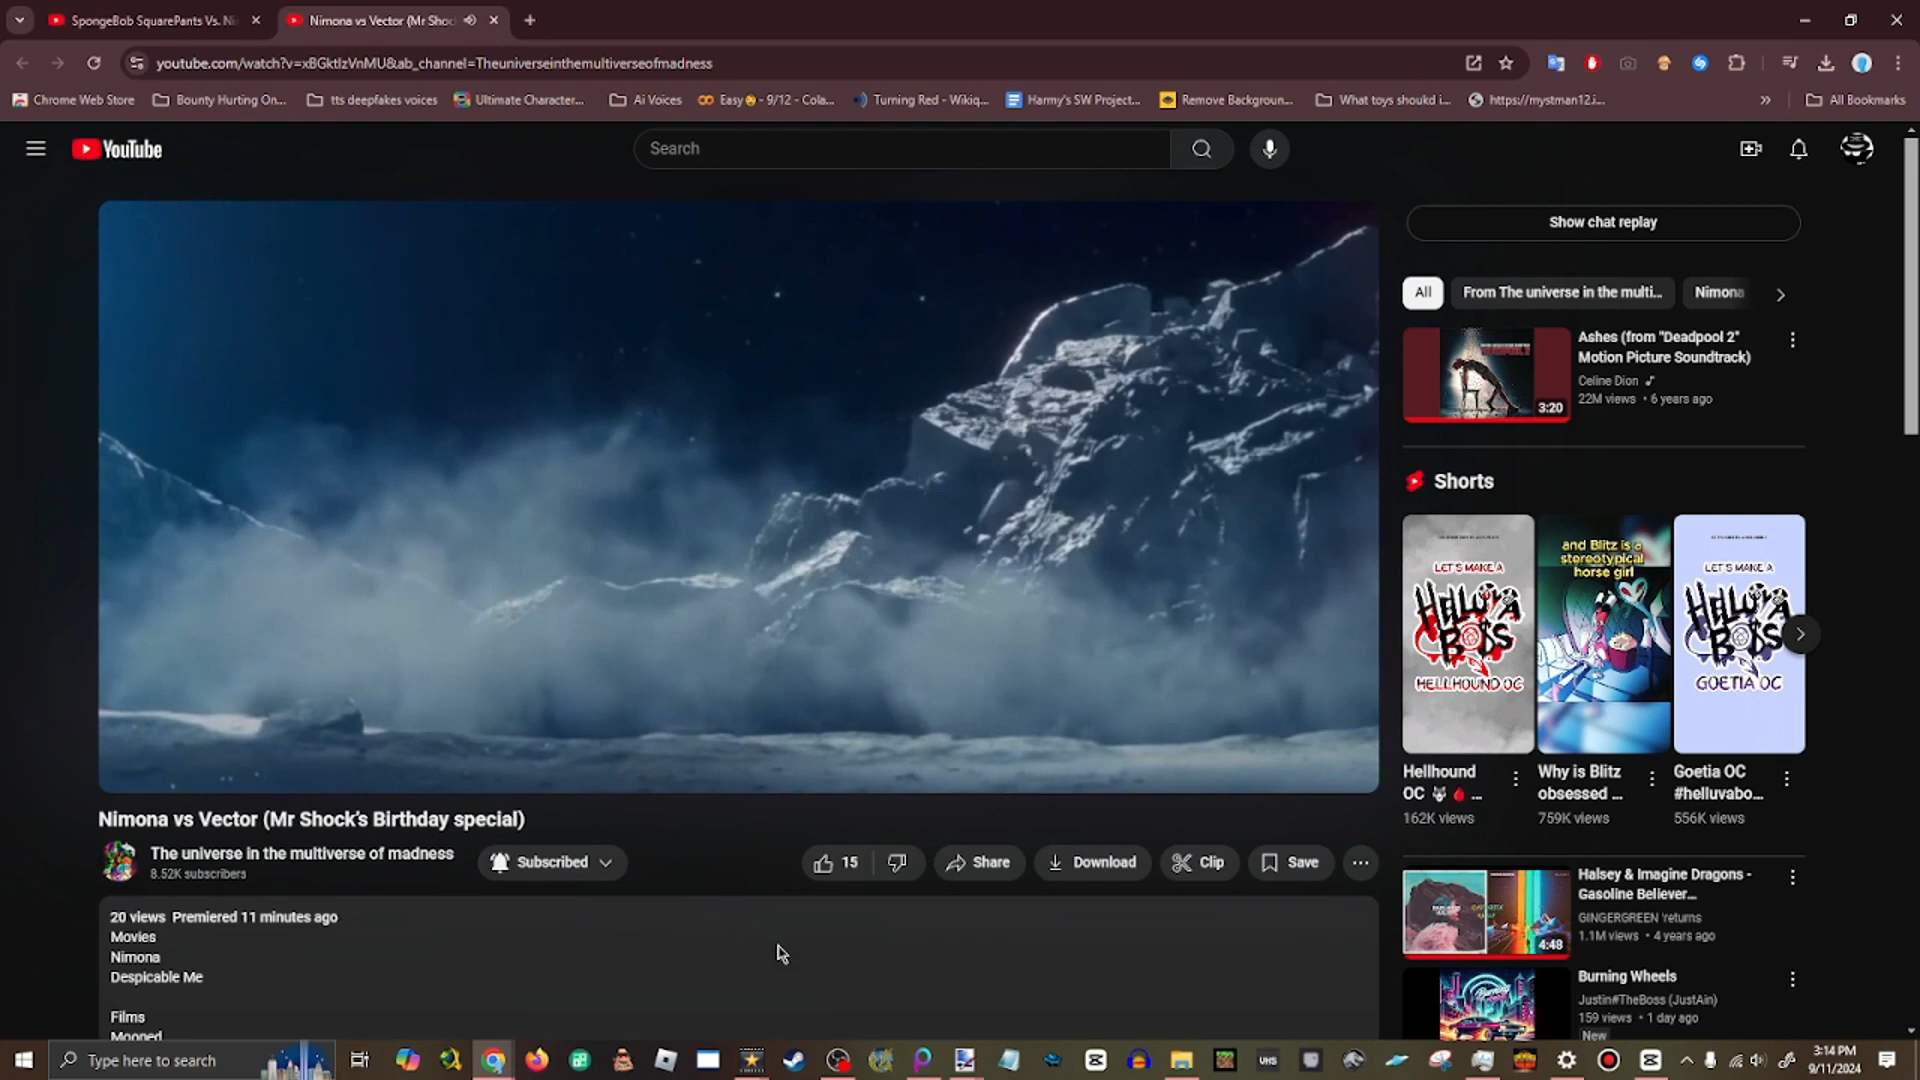 SpongeBob SquarePants Vs. Ni
Nimona vs Vector (Mr Shoc
youtube.com/watch?v=xBGktIzVnMU&ab_channel=Theuniverseinthemultiverseofmadness
Chrome Web Store
Bounty Hurting On...
tts deepfakes voices
Ultimate Character...
Ai Voices
Easy - 9/12 - Cola...
Turning Red - Wikiq...
Harmy's SW Project...
Remove Backgroun...
What toys shoukd i...
https://mystman12.i...
All Bookmarks
YouTube
Search
Show chat replay
All
From The universe in the multi...
Nimona
Ashes (from "Deadpool 2"
Motion Picture Soundtrack)
Celine Dion
22M views • 6 years ago
3:20
Shorts
LET'S MAKE A
HELLUVA
BOSS
HELLHOUND OC
and Blitz is a
stereotypical
horse girl
LET'S MAKE A
HELLUVA
BOSS
GOETIA OC
Hellhound
OC ...
162K views
Why is Blitz
obsessed ...
759K views
Goetia OC
#helluvabo...
556K views
Nimona vs Vector (Mr Shock's Birthday special)
The universe in the multiverse of madness
8.52K subscribers
Subscribed
15
Share
Download
Clip
Save
20 views Premiered 11 minutes ago
Movies
Nimona
Despicable Me
Films
Mooned
Halsey & Imagine Dragons -
Gasoline Believer...
GINGERGREEN 'returns
1.1M views • 4 years ago
4:48
Burning Wheels
Justin#TheBoss (JustAin)
159 views • 1 day ago
New
Type here to search
VHS
3:14 PM
9/11/2024